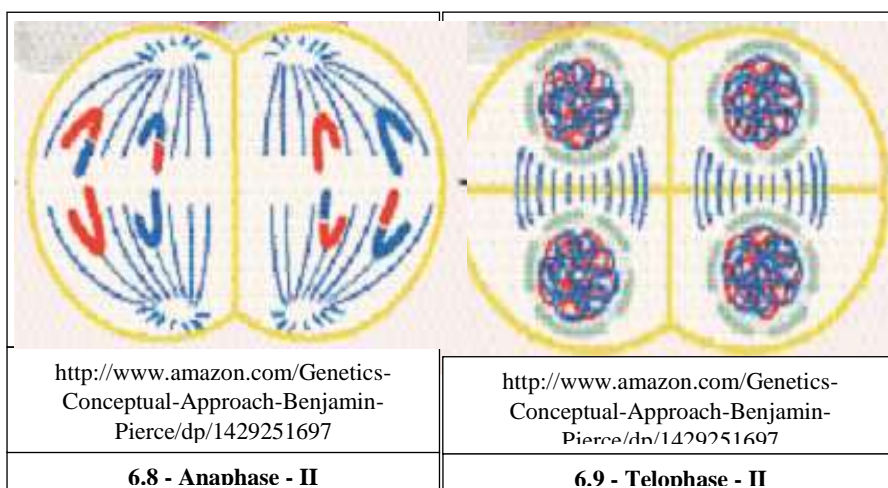 http://www.amazon.com/Genetics-
Conceptual-Approach-Benjamin-
Pierce/dp/1429251697
6.8 - Anaphase - II
http://www.amazon.com/Genetics-
Conceptual-Approach-Benjamin-
Pierce/dp/1429251697
6.9 - Telophase - II